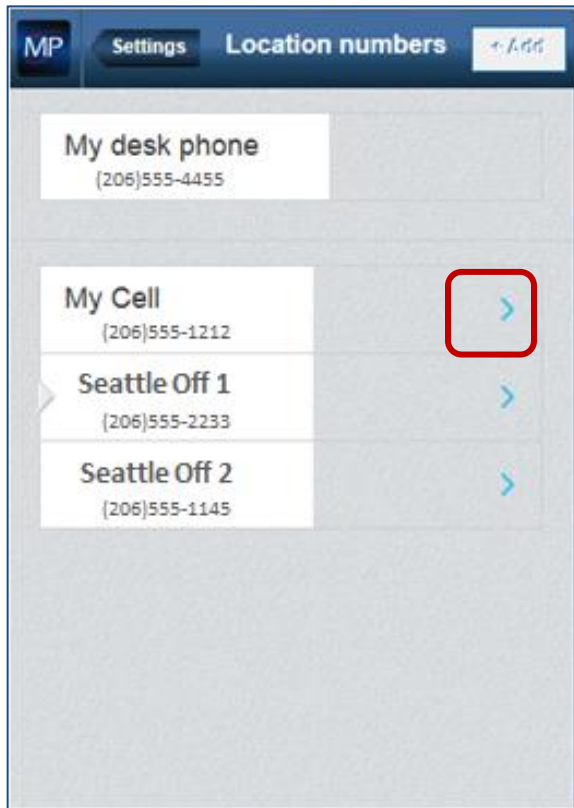 MP
Settings
Location numbers
+ Add
My desk phone
(206)555-4455
My Cell
(206)555-1212
Seattle Off 1
(206)555-2233
Seattle Off 2
(206)555-1145